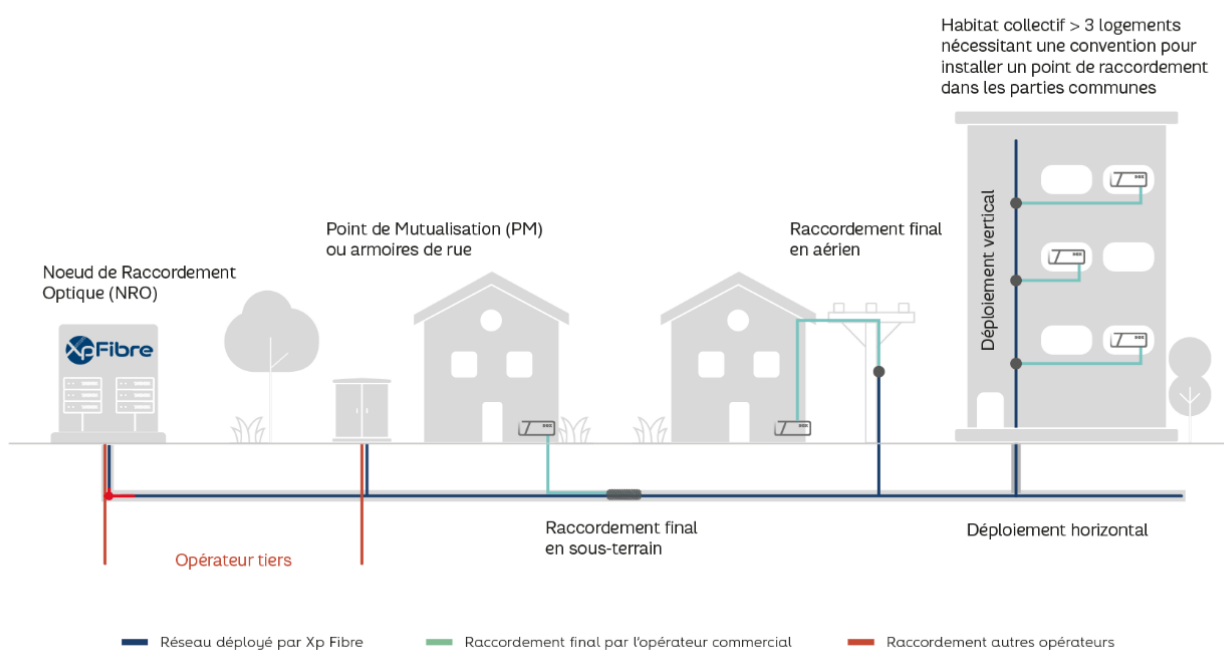 Habitat collectif > 3 logements
nécessitant une convention pour
installer un point de raccordement
dans les parties communes
Déploiement vertical
Point de Mutualisation (PM)
ou armoires de rue
Raccordement final
en aérien
Noeud de Raccordement
Optique (NRO)
XpFibre
Raccordement final
en sous-terrain
Déploiement horizontal
Opérateur tiers
Réseau déployé par Xp Fibre
Raccordement final par l'opérateur commercial
Raccordement autres opérateurs